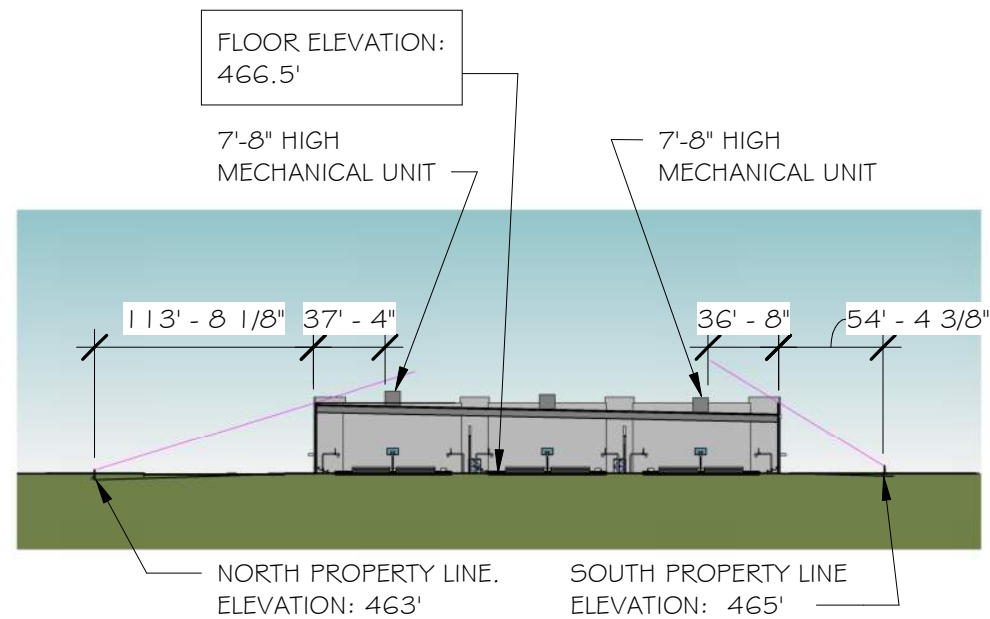 FLOOR ELEVATION:
466.5'
7'-8" HIGH
MECHANICAL UNIT
7'-8" HIGH
MECHANICAL UNIT
113' - 8 1/8"
37' - 4"
36' - 8"
54' - 4 3/8"
NORTH PROPERTY LINE.
ELEVATION: 463'
SOUTH PROPERTY LINE
ELEVATION: 465'